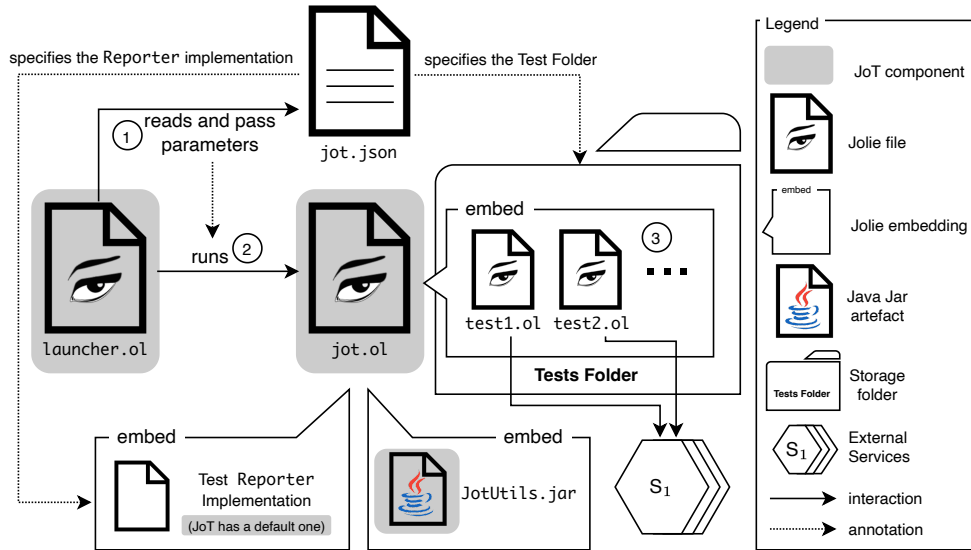 specifies the Reporter implementation
specifies the Test Folder
1
reads and pass
parameters
jot.json
runs
2
launcher.ol
jot.ol
embed
3
test1.ol
test2.ol
Tests Folder
embed
Test Reporter
Implementation
(JoT has a default one)
embed
JotUtils.jar
S1
Legend
JoT component
Jolie file
embed
Jolie embedding
Java Jar
artefact
Tests Folder
Storage
folder
S1
External
Services
interaction
annotation